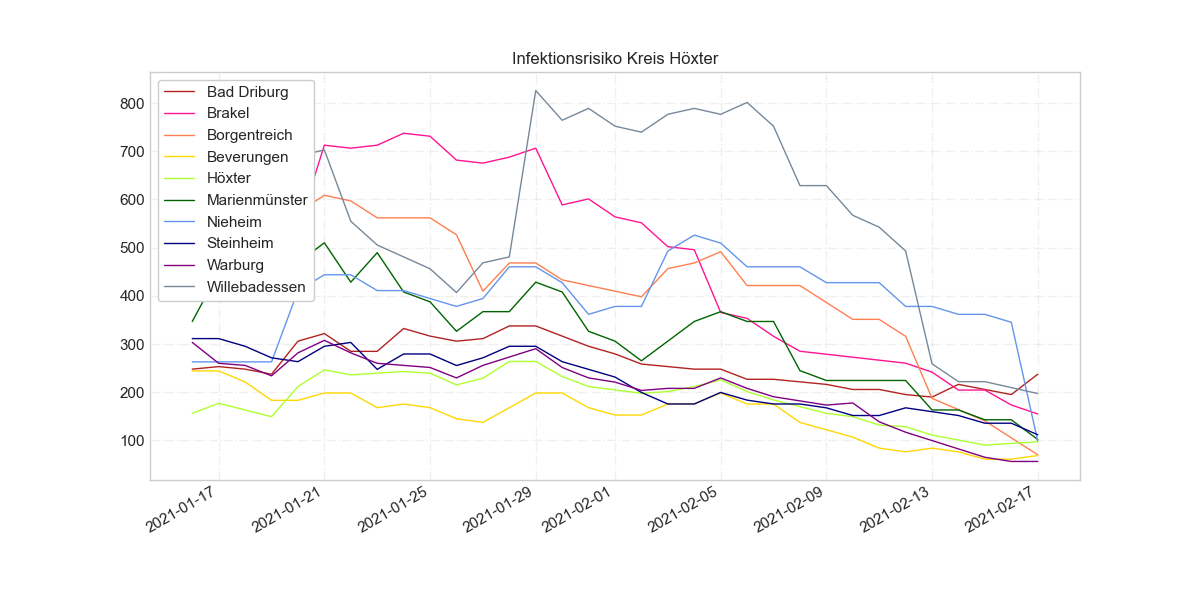 Infektionsrisiko Kreis Höxter
800
700
600
500
400
300
200
100
Bad Driburg
Brakel
Borgentreich
Beverungen
Höxter
Marienmünster
Nieheim
Steinheim
Warburg
Willebadessen
2021-01-17
2021-01-21
2021-01-25
2021-01-29
2021-02-01
2021-02-05
2021-02-09
2021-02-13
2021-02-17